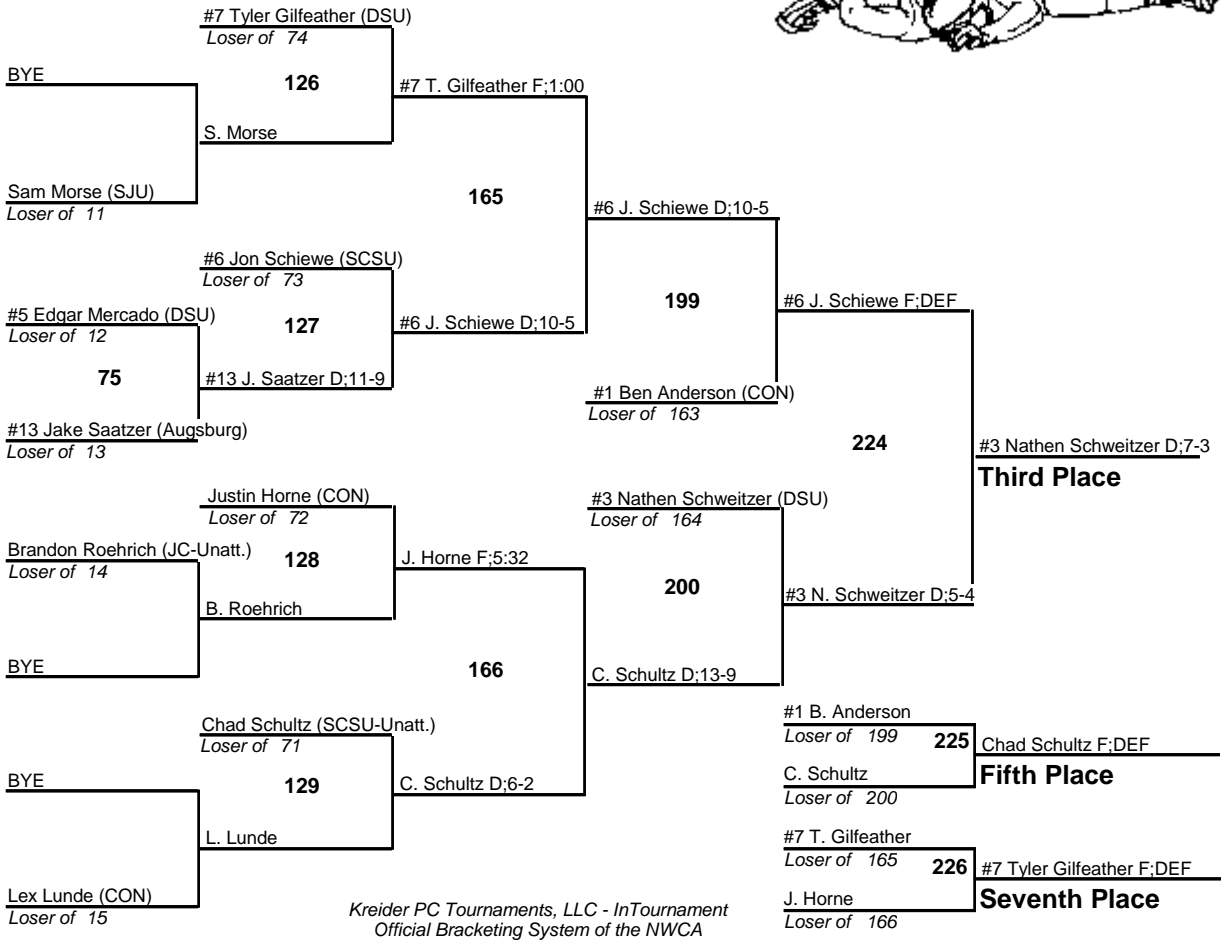 #7 Tyler Gilfeather (DSU)
Loser of 74
BYE
126
#7 T. Gilfeather F;1:00
S. Morse
Sam Morse (SJU)
Loser of 11
165
#6 J. Schiewe D;10-5
#6 Jon Schiewe (SCSU)
Loser of 73
199
#6 J. Schiewe F;DEF
#5 Edgar Mercado (DSU)
Loser of 12
127
#6 J. Schiewe D;10-5
75
#13 J. Saatzer D;11-9
#1 Ben Anderson (CON)
Loser of 163
#13 Jake Saatzer (Augsburg)
Loser of 13
224
#3 Nathen Schweitzer D;7-3
Third Place
Justin Horne (CON)
Loser of 72
#3 Nathen Schweitzer (DSU)
Loser of 164
Brandon Roehrich (JC-Unatt.)
Loser of 14
128
J. Horne F;5:32
200
B. Roehrich
#3 N. Schweitzer D;5-4
BYE
166
C. Schultz D;13-9
Chad Schultz (SCSU-Unatt.)
Loser of 71
#1 B. Anderson
Loser of 199
225
Chad Schultz F;DEF
Fifth Place
BYE
129
C. Schultz D;6-2
C. Schultz
Loser of 200
L. Lunde
#7 T. Gilfeather
Loser of 165
226
#7 Tyler Gilfeather F;DEF
Seventh Place
Lex Lunde (CON)
Loser of 15
J. Horne
Loser of 166
Kreider PC Tournaments, LLC - InTournament
Official Bracketing System of the NWCA